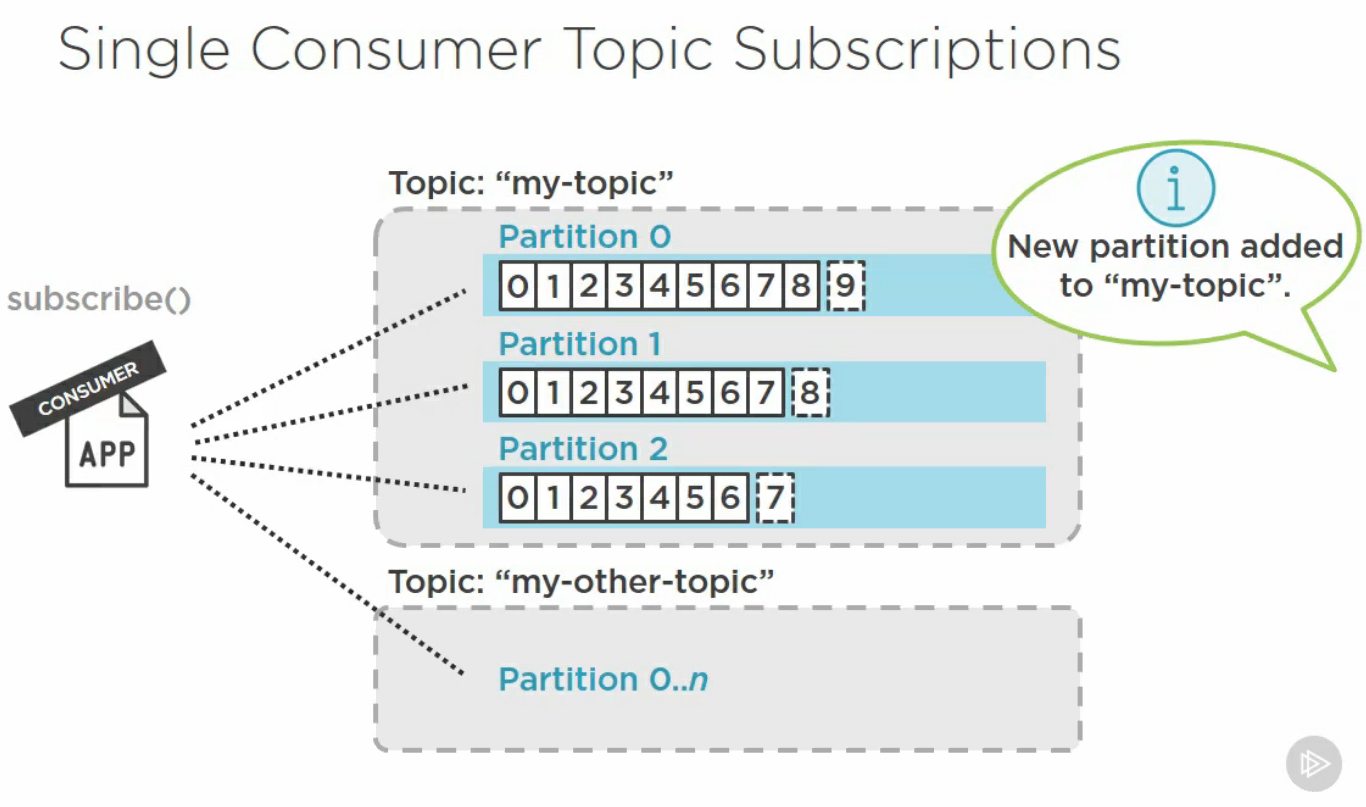 Single Consumer Topic Subscriptions
Topic: “my-topic”
i
New partition added
to “my-topic”.
subscribe()
CONSUMER
APP
Partition 0
0 1 2 3 4 5 6 7 8 9
Partition 1
0 1 2 3 4 5 6 7 8
Partition 2
0 1 2 3 4 5 6 7
Topic: “my-other-topic”
Partition 0..n